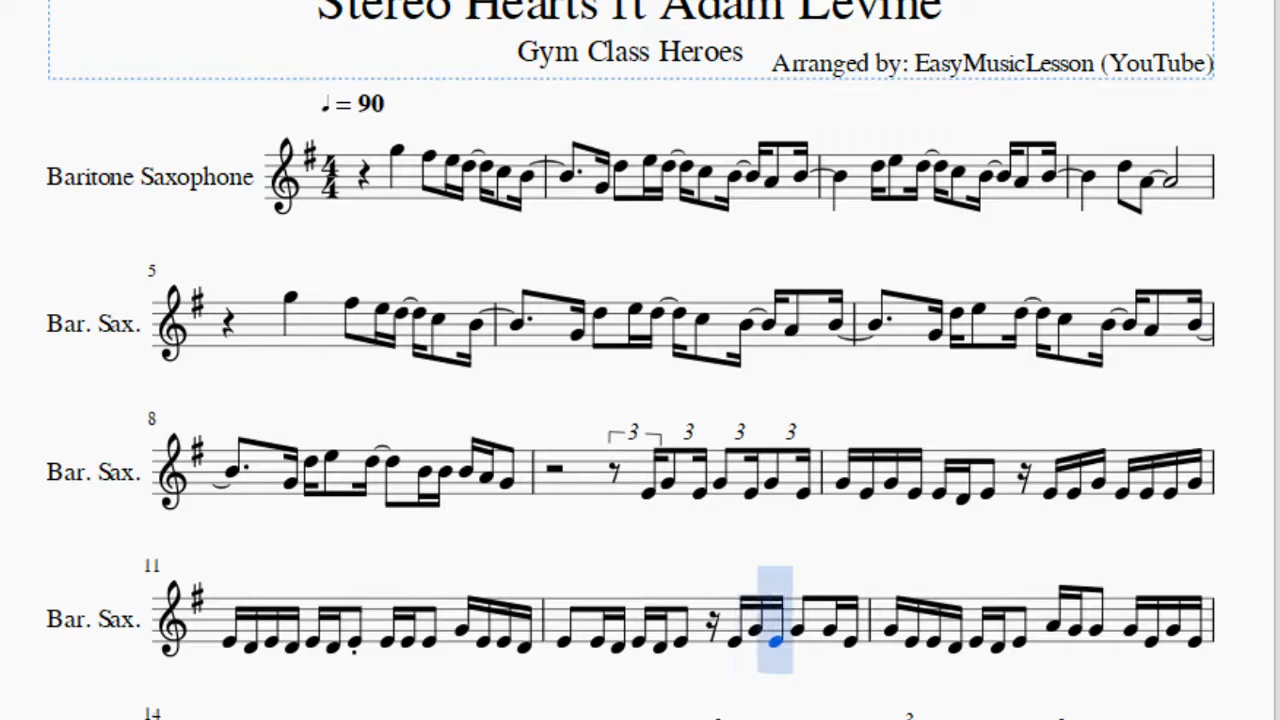 Stereo Hearts ft Adam Levine
Gym Class Heroes
Arranged by: EasyMusicLesson (YouTube)
♩ = 90
Baritone Saxophone
5
Bar. Sax.
8
3 3 3 3
Bar. Sax.
11
Bar. Sax.
14
3